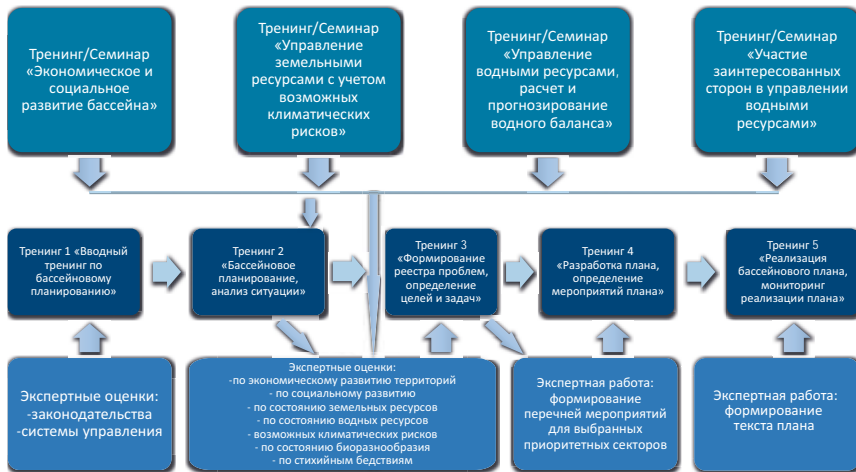 Тренинг/Семинар
«Экономическое и
социальное
развитие бассейна»
Тренинг/Семинар
«Управление
земельными
ресурсами с учетом
возможных
климатических
рисков»
Тренинг/Семинар
«Управление
водными ресурсами,
расчет и
прогнозирование
водного баланса»
Тренинг/Семинар
«Участие
заинтересованных
сторон в управлении
водными
ресурсами»
Тренинг 1 «Вводный
тренинг по
бассейновому
планированию»
Тренинг 2
«Бассейновое
планирование,
анализ ситуации»
Тренинг 3
«Формирование
реестра проблем,
определение
целей и задач»
Тренинг 4
«Разработка плана,
определение
мероприятий плана»
Тренинг 5
«Реализация
бассейнового плана,
мониторинг
реализации плана»
Экспертные оценки:
-законодательства
-системы управления
Экспертные оценки:
-по экономическому развитию территорий
- по социальному развитию
- по состоянию земельных ресурсов
- по состоянию водных ресурсов
- возможных климатических рисков
- по состоянию биоразнообразия
- по стихийным бедствиям
Экспертная работа:
формирование
перечней мероприятий
для выбранных
приоритетных секторов
Экспертная работа:
формирование
текста плана